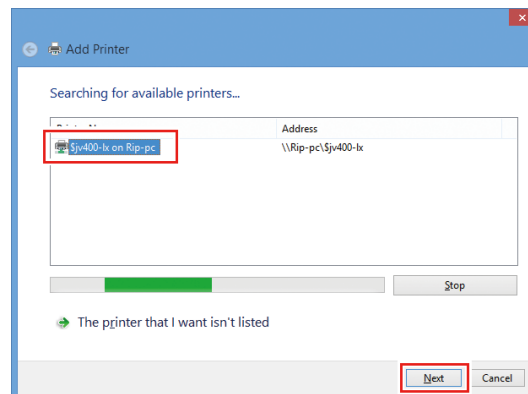 Add Printer
Searching for available printers...
Address
$jv400-lx on Rip-pc \\Rip-pc\$jv400-lx
Stop
The printer that I want isn't listed
Next Cancel